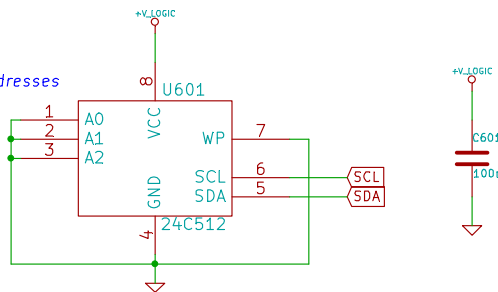 +V_LOGIC
+V_LOGIC
dresses
8
U601
1
A0
VCC
2
A1
WP
7
3
A2
C601
SCL
6
SCL
100n
GND
SDA
5
SDA
4
24C512